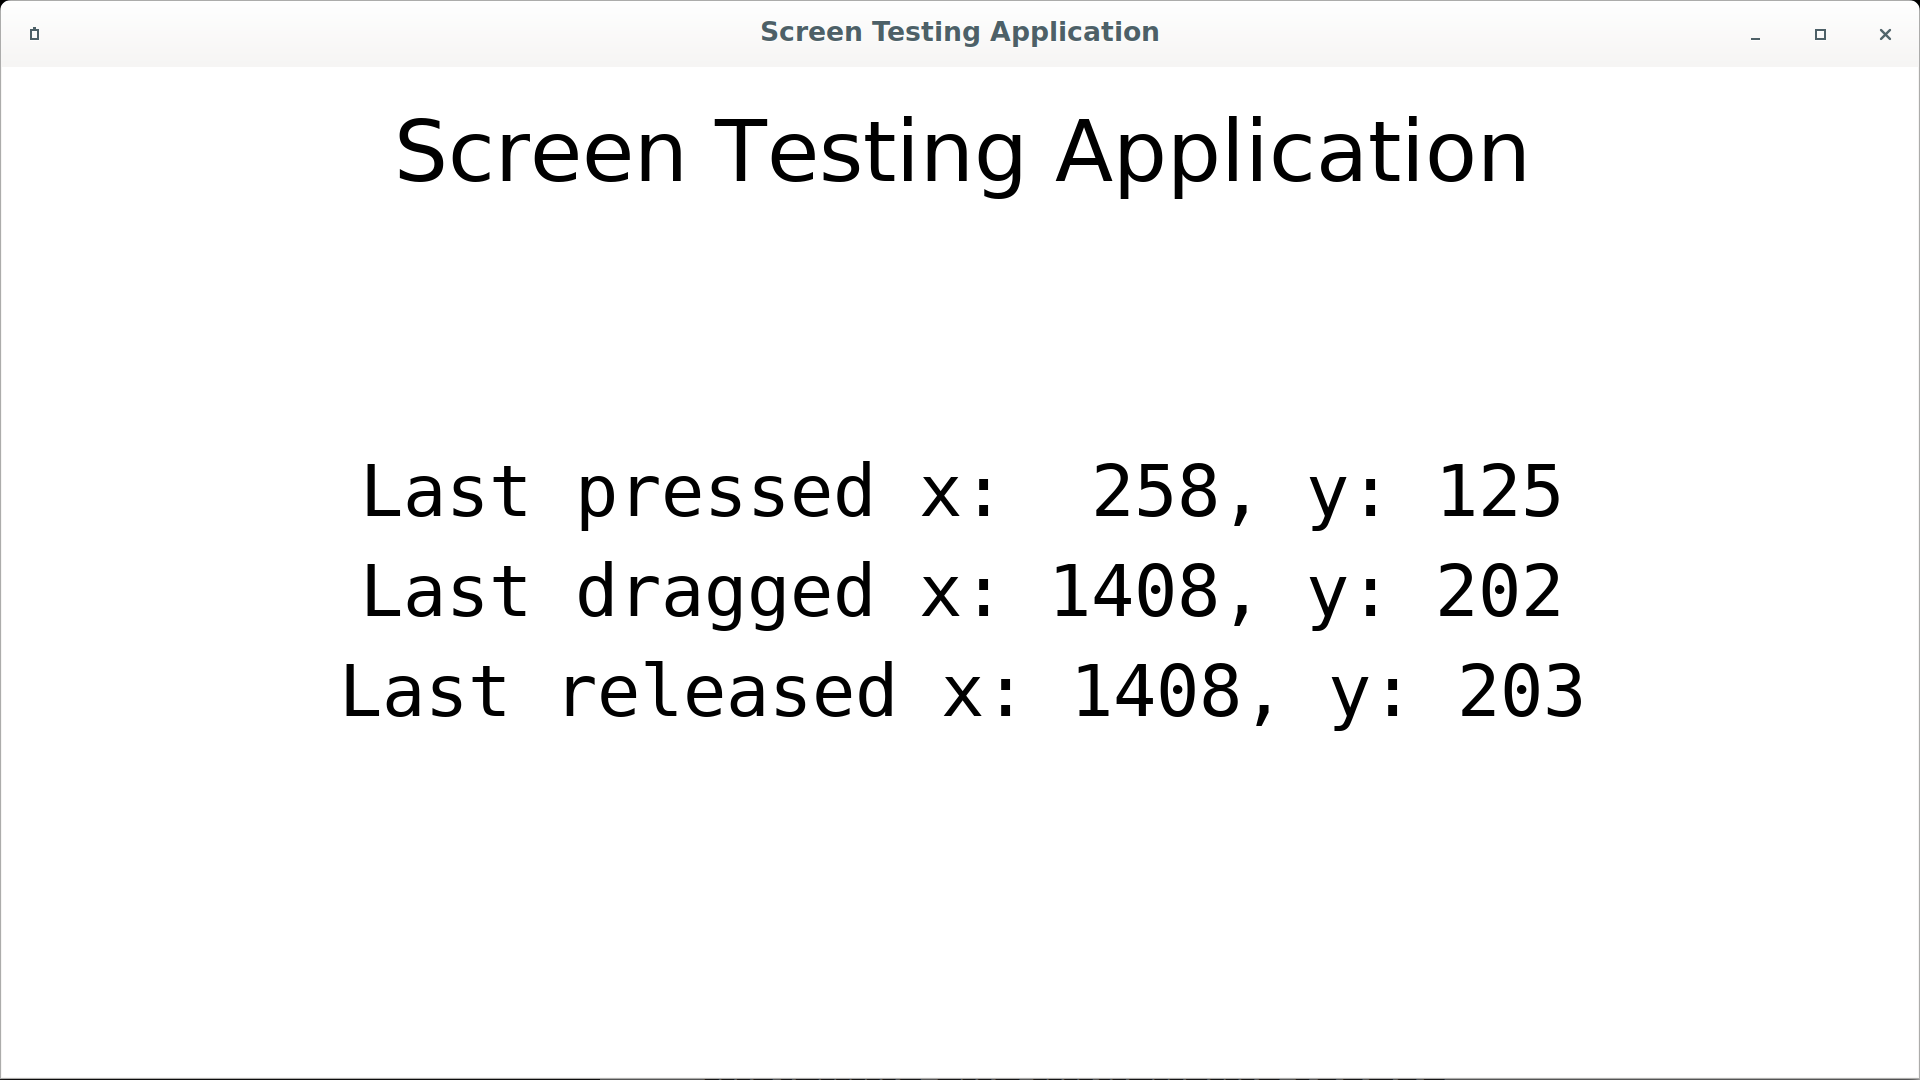 Screen Testing Application
Screen Testing Application
Last pressed x:  258, y: 125
Last dragged x: 1408, y: 202
Last released x: 1408, y: 203